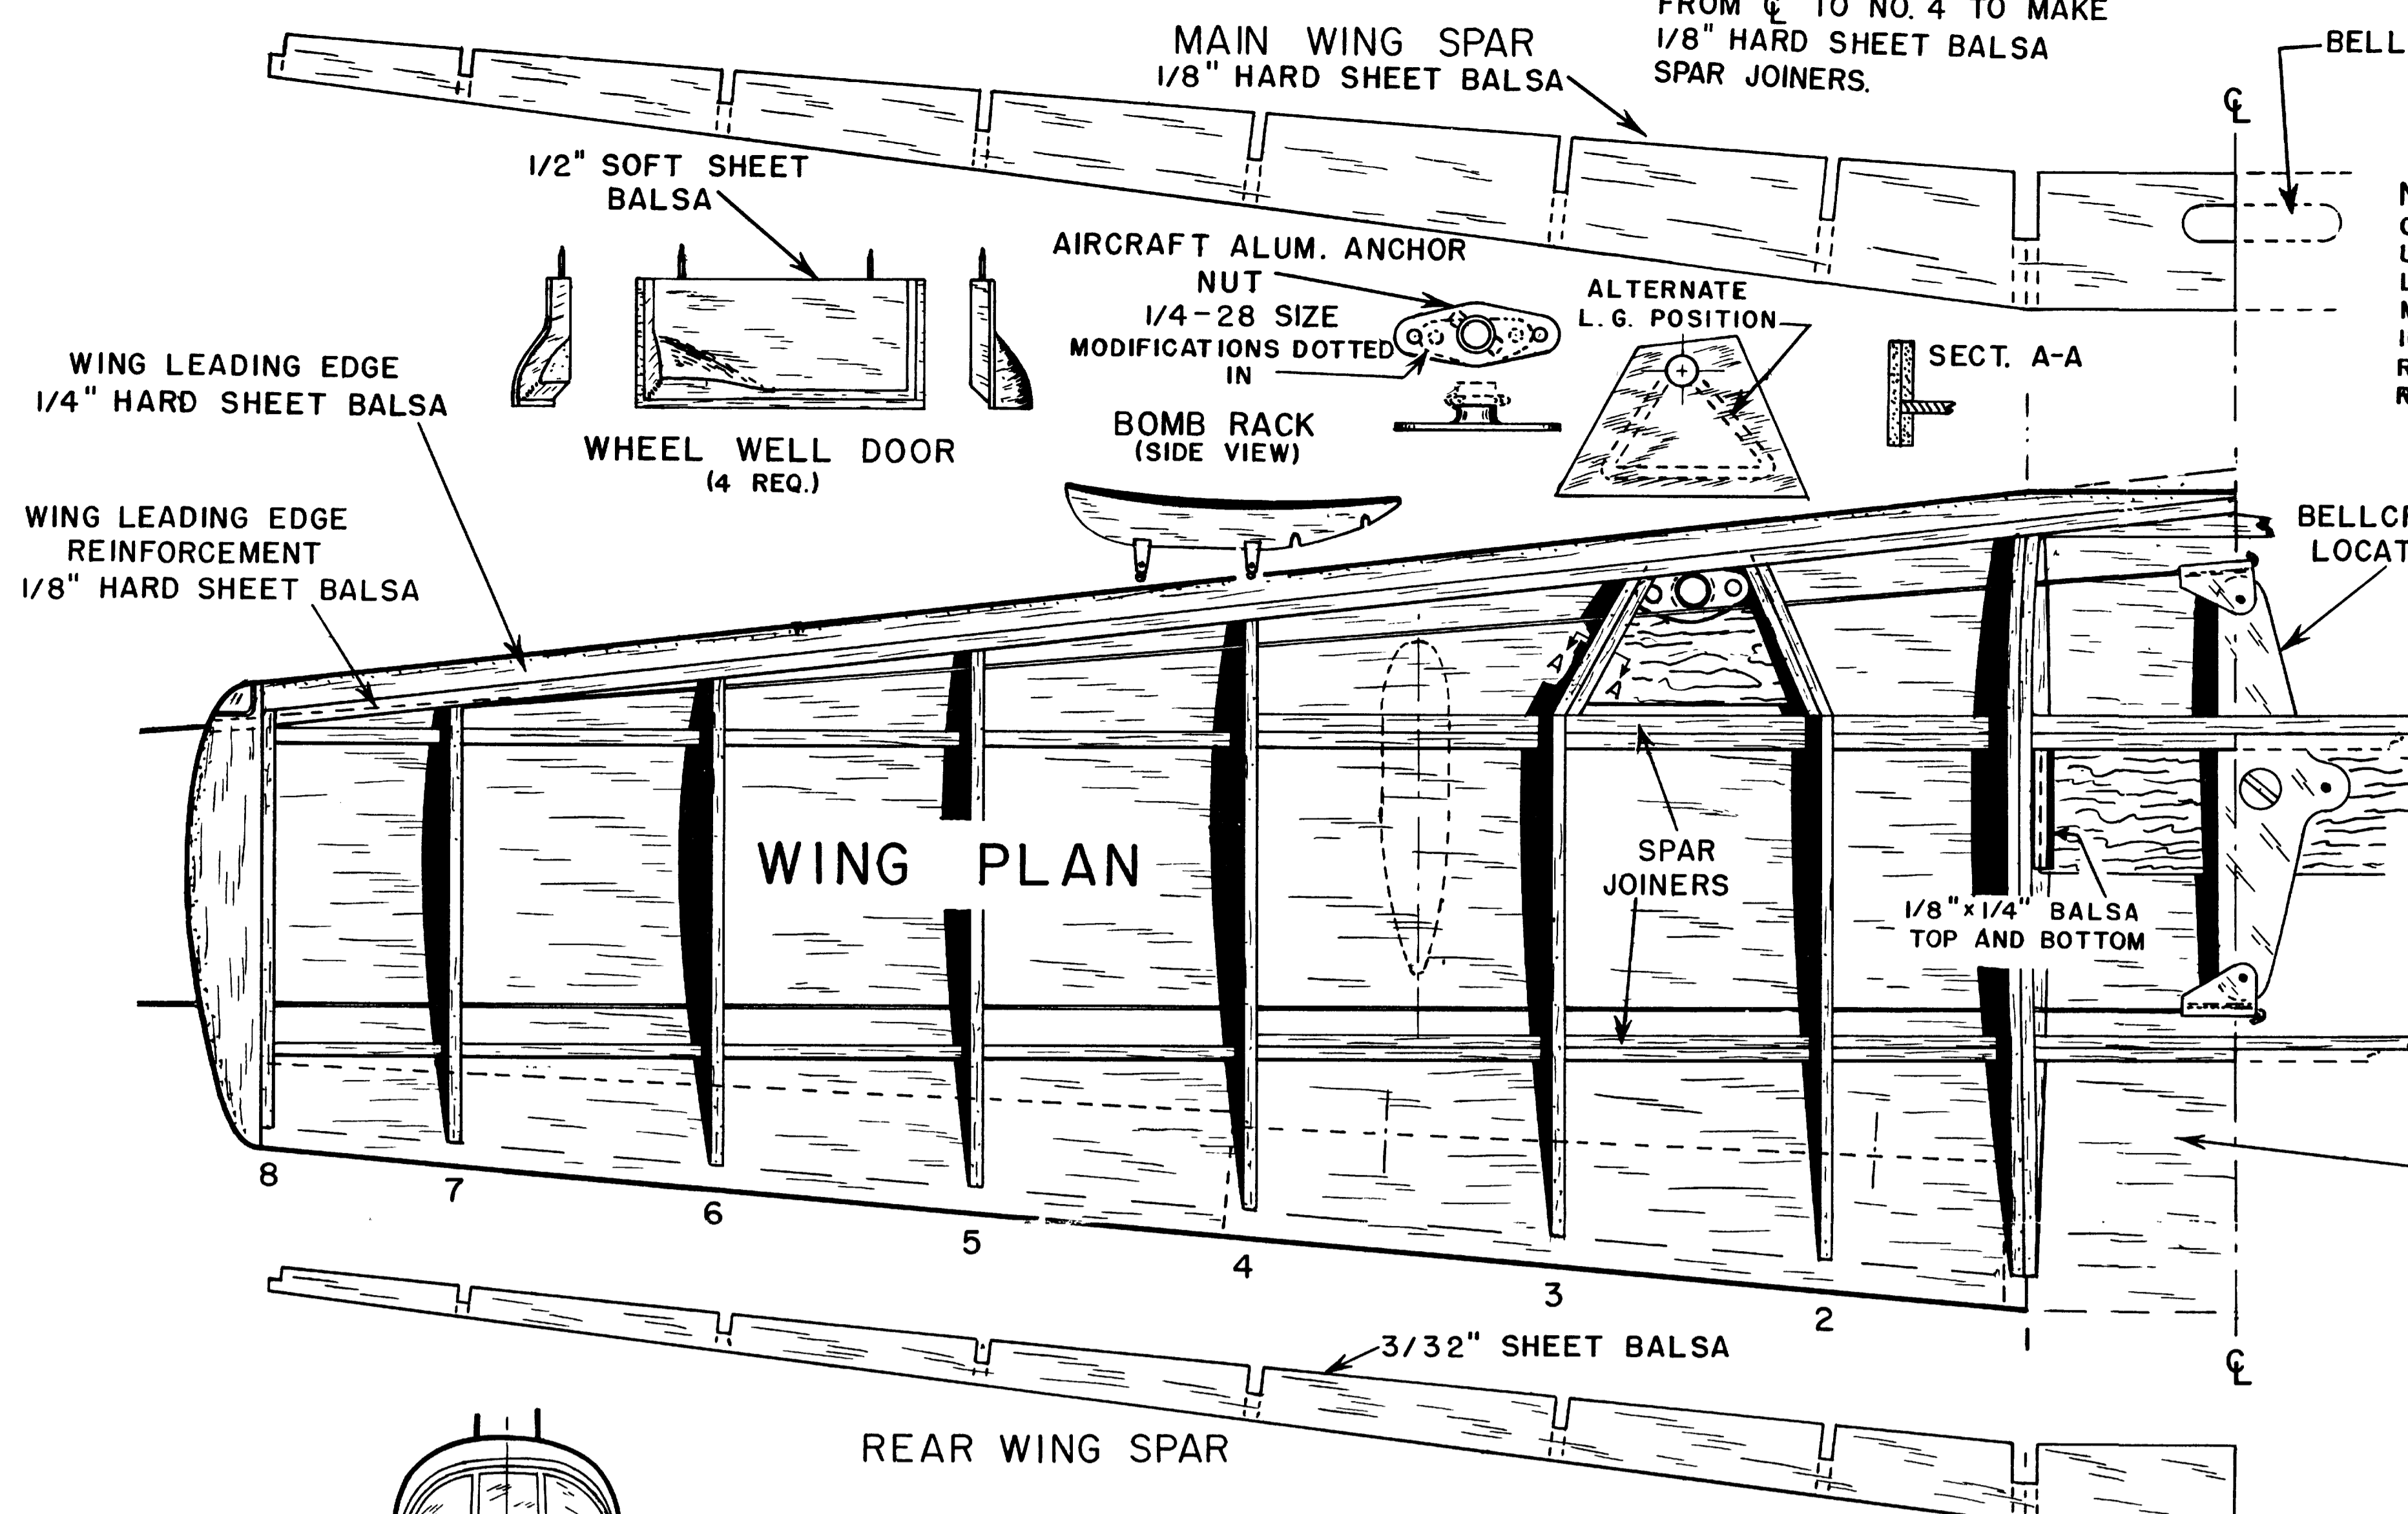 FROM ℄ TO NO. 4 TO MAKE
1/8" HARD SHEET BALSA
SPAR JOINERS.
MAIN WING SPAR
1/8" HARD SHEET BALSA
BELL
℄
1/2" SOFT SHEET
BALSA
AIRCRAFT ALUM. ANCHOR
NUT
1/4-28 SIZE
MODIFICATIONS DOTTED
IN
ALTERNATE
L. G. POSITION
SECT. A-A
WING LEADING EDGE
1/4" HARD SHEET BALSA
WHEEL WELL DOOR
(4 REQ.)
BOMB RACK
(SIDE VIEW)
WING LEADING EDGE
REINFORCEMENT
1/8" HARD SHEET BALSA
BELLCR
LOCAT
A
A
WING PLAN
SPAR
JOINERS
1/8" x 1/4" BALSA
TOP AND BOTTOM
8
7
6
5
4
3
2
1
3/32" SHEET BALSA
℄
REAR WING SPAR